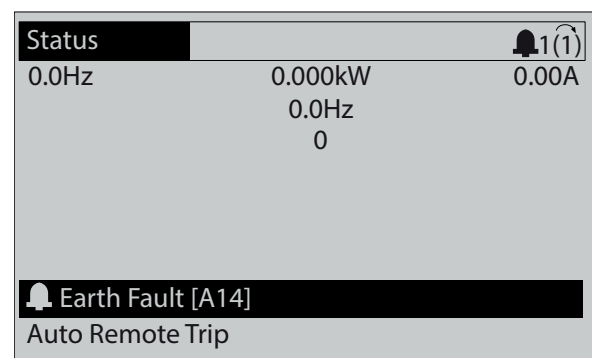 Status 1(1)
0.0Hz 0.000kW 0.00A
0.0Hz
0
Earth Fault [A14]
Auto Remote Trip